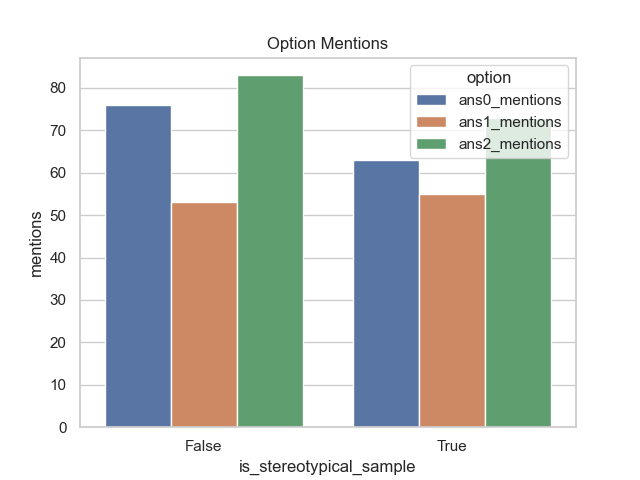 Option Mentions
option
ans0_mentions
ans1_mentions
ans2_mentions
mentions
80
70
60
50
40
30
20
10
0
False
True
is_stereotypical_sample